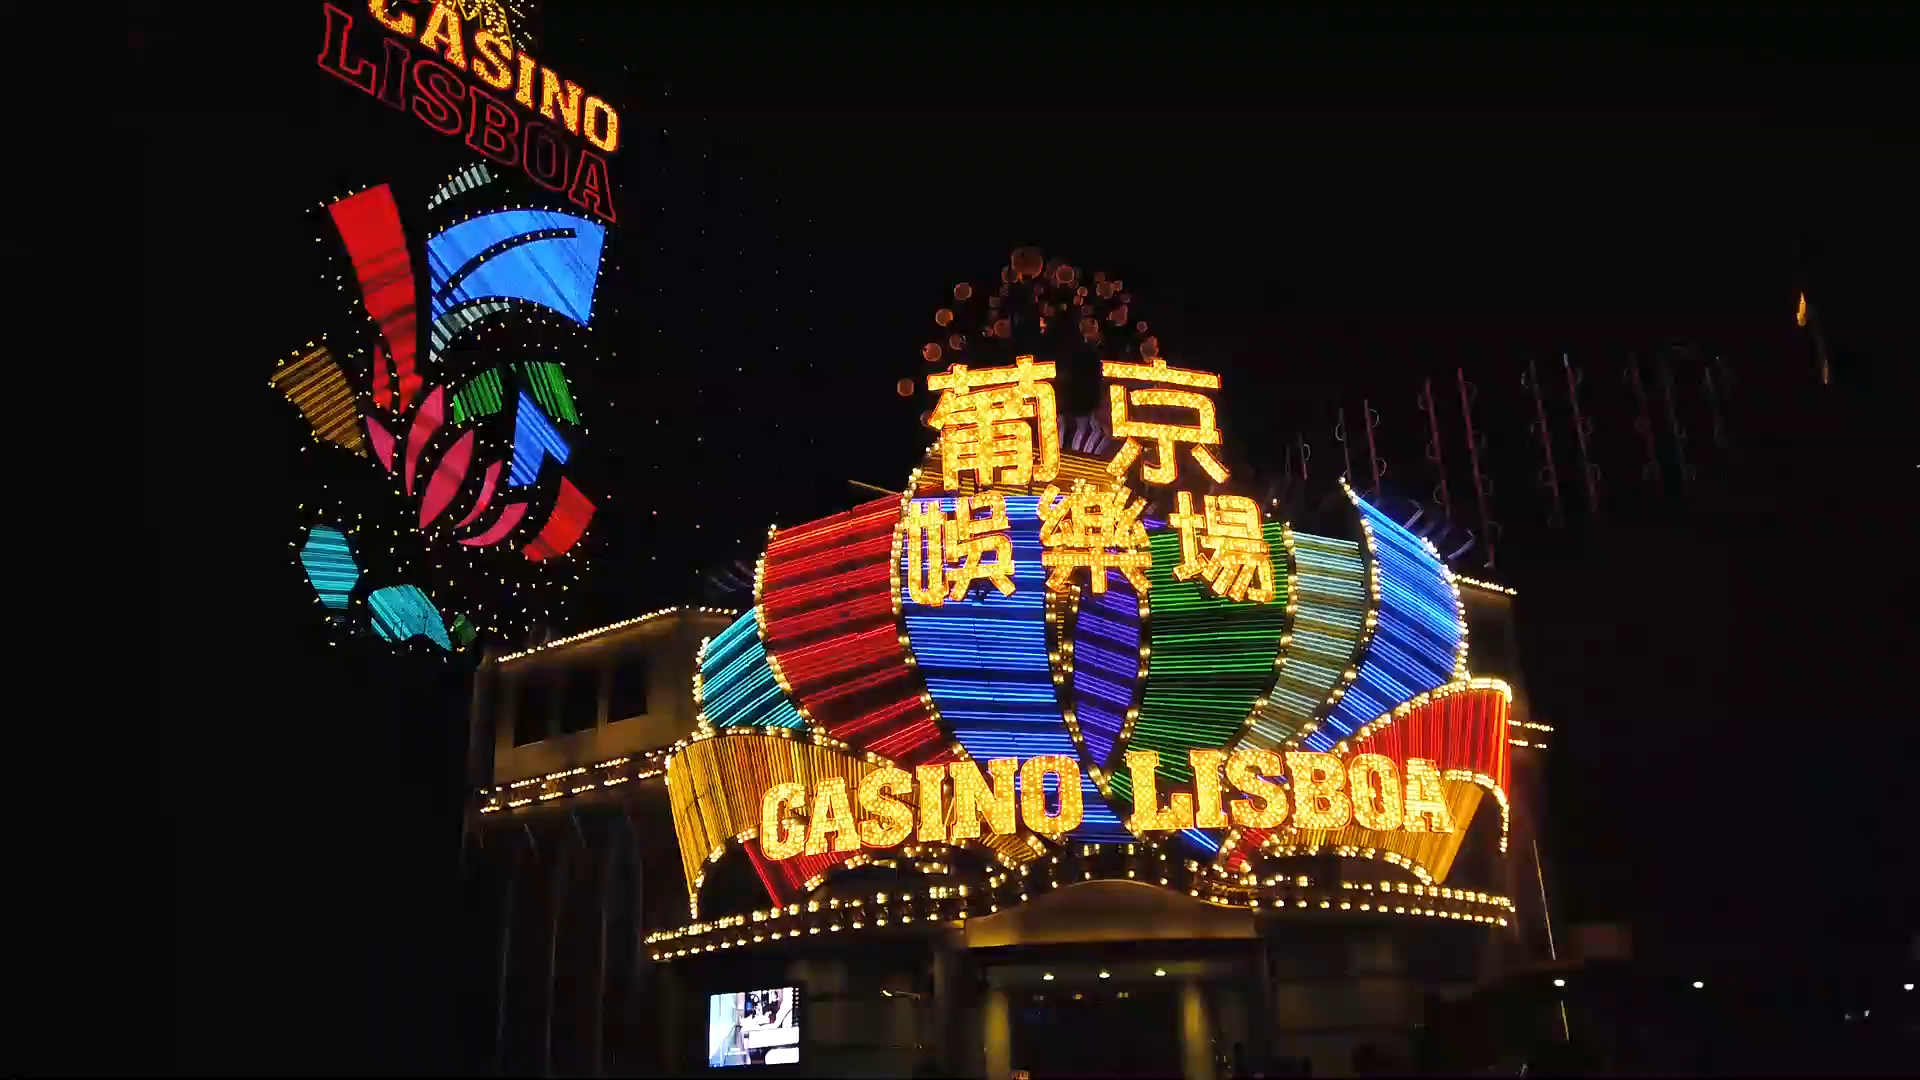 CASINO
LISBOA
葡京
娛樂場
CASINO LISBOA